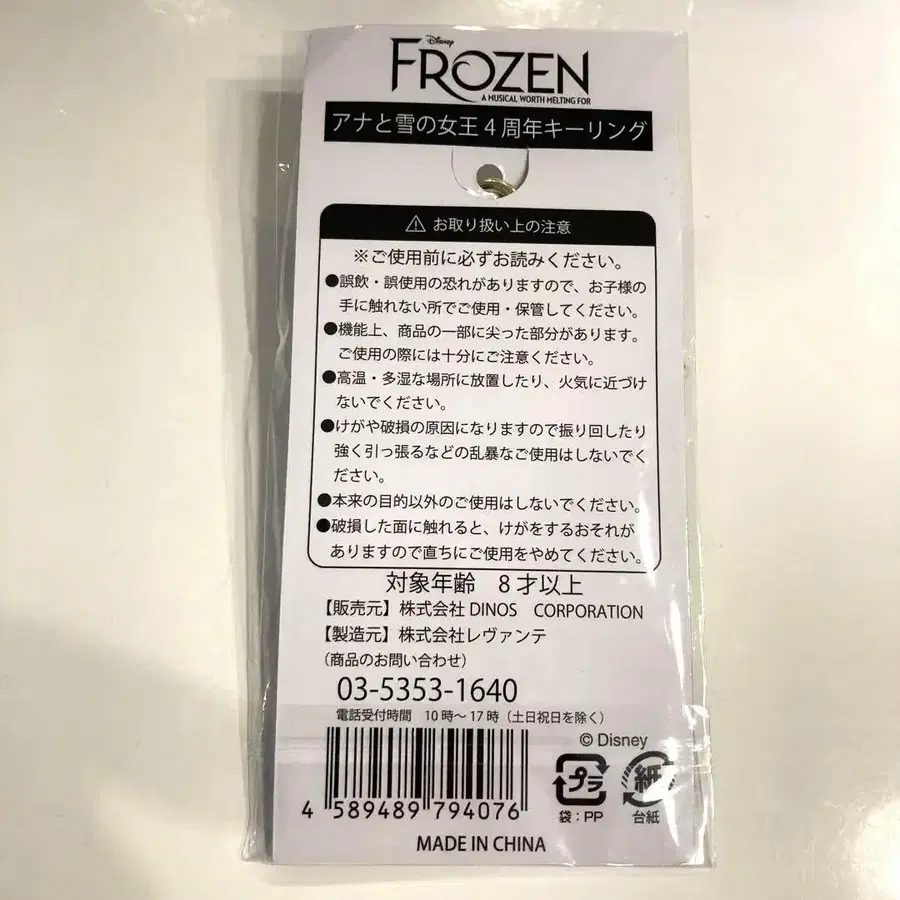 Disney
FROZEN
A MUSICAL WORTH MELTING FOR
アナと雪の女王4周年キーリング
⚠ お取り扱い上の注意
※ご使用前に必ずお読みください。
●誤飲・誤使用の恐れがありますので、お子様の
手に触れない所でご使用・保管してください。
●機能上、商品の一部に尖った部分があります。
ご使用の際には十分にご注意ください。
●高温・多湿な場所に放置したり、火気に近づけ
ないでください。
●けがや破損の原因になりますので振り回したり
強く引っ張るなどの乱暴なご使用はしないでく
ださい。
●本来の目的以外のご使用はしないでください。
●破損した面に触れると、けがをするおそれが
ありますので直ちにご使用をやめてください。
対象年齢 8才以上
【販売元】株式会社 DINOS CORPORATION
【製造元】株式会社レヴァンテ
（商品のお問い合わせ）
03-5353-1640
電話受付時間 10時〜17時（土日祝日を除く）
© Disney
プラ
紙
袋：PP
台紙
4 589489 794076
MADE IN CHINA